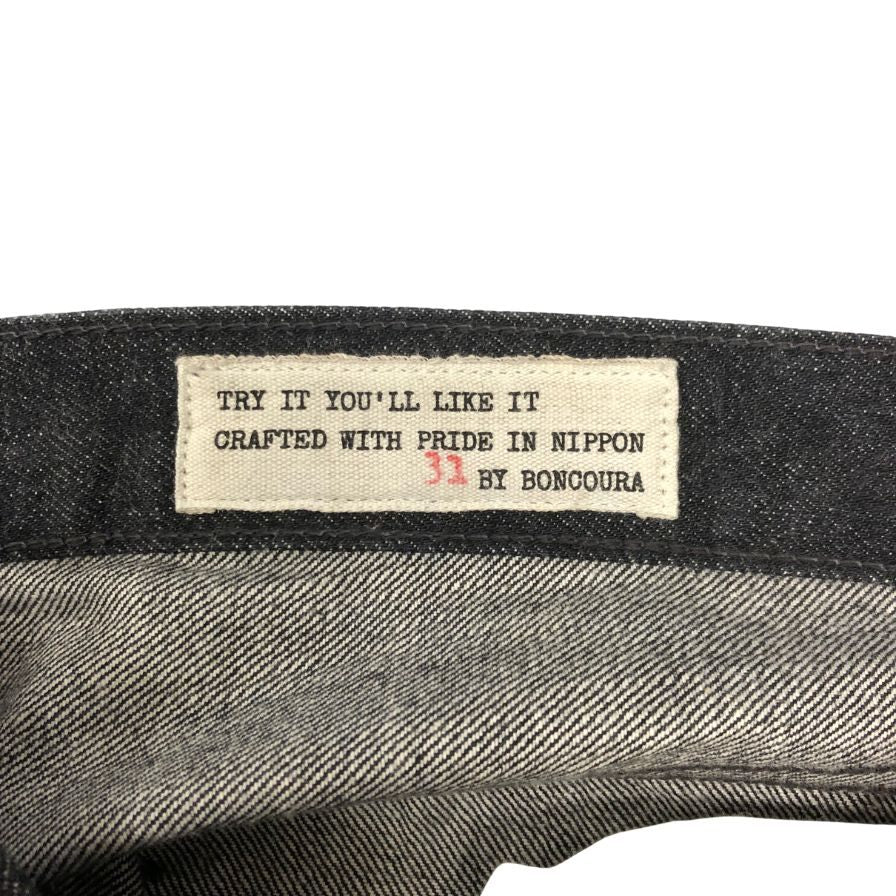 TRY IT YOU'LL LIKE IT
CRAFTED WITH PRIDE IN NIPPON
31 BY BONCOURA